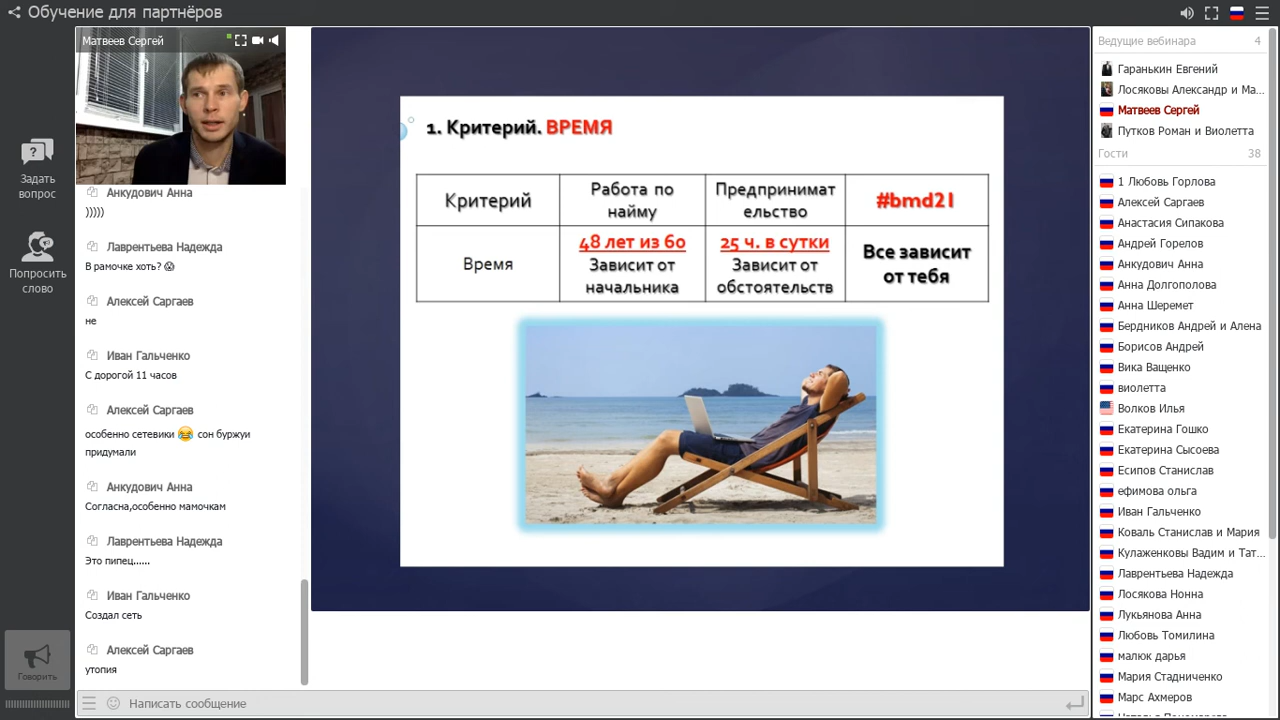 Обучение для партнёров
Матвеев Сергей
Задать
вопрос
Попросить
слово
Говорить
Анкудович Анна
)))))
Лаврентьева Надежда
В рамочке хоть? 😱
Алексей Саргаев
не
Иван Гальченко
С дорогой 11 часов
Алексей Саргаев
особенно сетевики 😂 сон буржуи
придумали
Анкудович Анна
Согласна,особенно мамочкам
Лаврентьева Надежда
Это пипец......
Иван Гальченко
Создал сеть
Алексей Саргаев
утопия
Написать сообщение
1. Критерий. ВРЕМЯ
Критерий
Работа по
найму
Предпринимат
ельство
#bmd21
Время
48 лет из 60
Зависит от
начальника
25 ч. в сутки
Зависит от
обстоятельств
Все зависит
от тебя
Ведущие вебинара 4
Гаранькин Евгений
Лосяковы Александр и Ма...
Матвеев Сергей
Путков Роман и Виолетта
Гости 38
1 Любовь Горлова
Алексей Саргаев
Анастасия Сипакова
Андрей Горелов
Анкудович Анна
Анна Долгополова
Анна Шеремет
Бердников Андрей и Алена
Борисов Андрей
Вика Ващенко
виолетта
Волков Илья
Екатерина Гошко
Екатерина Сысоева
Есипов Станислав
ефимова ольга
Иван Гальченко
Коваль Станислав и Мария
Кулаженковы Вадим и Тат...
Лаврентьева Надежда
Лосякова Нонна
Лукьянова Анна
Любовь Томилина
малюк дарья
Мария Стадниченко
Марс Ахмеров